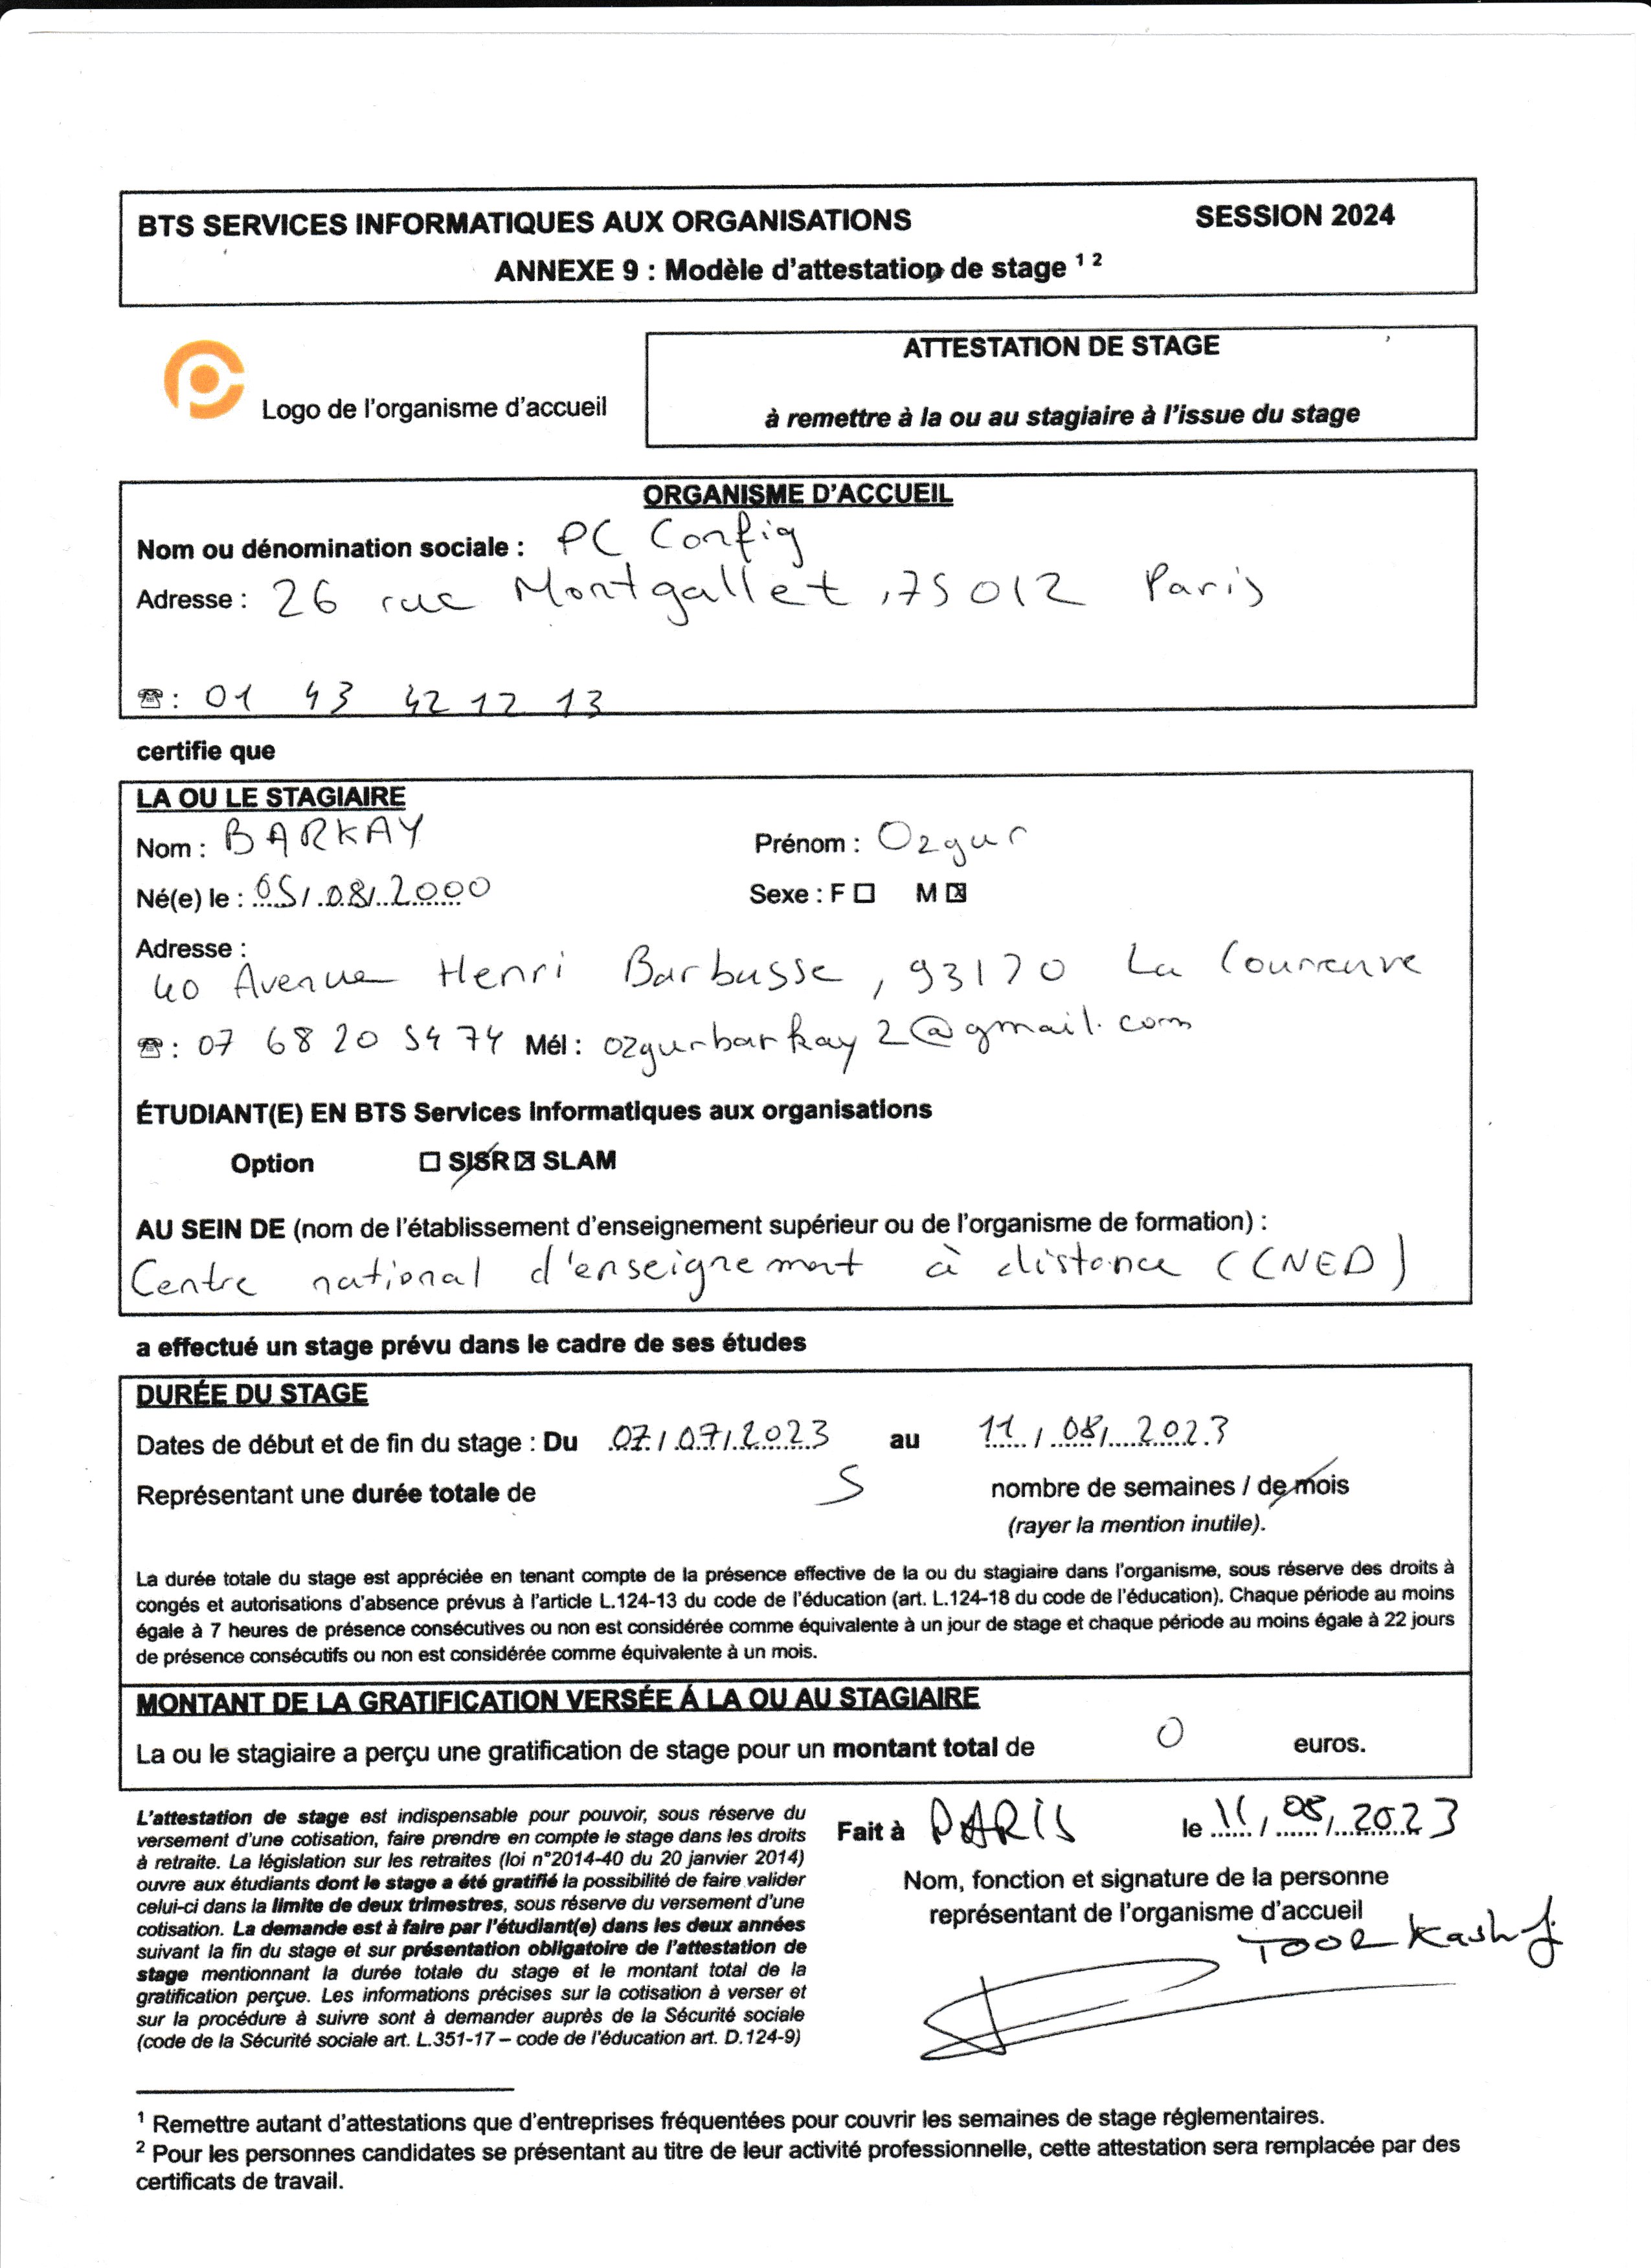 BTS SERVICES INFORMATIQUES AUX ORGANISATIONS SESSION 2024
ANNEXE 9 : Modèle d'attestation de stage 1 2
Logo de l'organisme d'accueil
ATTESTATION DE STAGE
à remettre à la ou au stagiaire à l'issue du stage
ORGANISME D'ACCUEIL
Nom ou dénomination sociale : PC Config
Adresse : 26 rue Montgallet, 75012 Paris
☎ : 01 43 42 12 13
certifie que
LA OU LE STAGIAIRE
Nom : BARKAY Prénom : Ozgur
Né(e) le : 05/.08/.2000 Sexe : F ☐ M ☒
Adresse :
40 Avenue Henri Barbusse, 93170 La Courneuve
☎ : 07 68 20 54 74 Mél : ozgurbarkay2@gmail.com
ÉTUDIANT(E) EN BTS Services informatiques aux organisations
Option ☐ SISR ☒ SLAM
AU SEIN DE (nom de l'établissement d'enseignement supérieur ou de l'organisme de formation) :
Centre national d'enseignement à distance (CNED)
a effectué un stage prévu dans le cadre de ses études
DURÉE DU STAGE
Dates de début et de fin du stage : Du 07/07/2023 au 11/08/2023
Représentant une durée totale de 5 nombre de semaines / de mois
(rayer la mention inutile).
La durée totale du stage est appréciée en tenant compte de la présence effective de la ou du stagiaire dans l'organisme, sous réserve des droits à
congés et autorisations d'absence prévus à l'article L.124-13 du code de l'éducation (art. L.124-18 du code de l'éducation). Chaque période au moins
égale à 7 heures de présence consécutives ou non est considérée comme équivalente à un jour de stage et chaque période au moins égale à 22 jours
de présence consécutifs ou non est considérée comme équivalente à un mois.
MONTANT DE LA GRATIFICATION VERSÉE Á LA OU AU STAGIAIRE
La ou le stagiaire a perçu une gratification de stage pour un montant total de 0 euros.
L'attestation de stage est indispensable pour pouvoir, sous réserve du
versement d'une cotisation, faire prendre en compte le stage dans les droits
à retraite. La législation sur les retraites (loi n°2014-40 du 20 janvier 2014)
ouvre aux étudiants dont le stage a été gratifié la possibilité de faire valider
celui-ci dans la limite de deux trimestres, sous réserve du versement d'une
cotisation. La demande est à faire par l'étudiant(e) dans les deux années
suivant la fin du stage et sur présentation obligatoire de l'attestation de
stage mentionnant la durée totale du stage et le montant total de la
gratification perçue. Les informations précises sur la cotisation à verser et
sur la procédure à suivre sont à demander auprès de la Sécurité sociale
(code de la Sécurité sociale art. L.351-17 – code de l'éducation art. D.124-9)
Fait à PARIS le 11/08/2023
Nom, fonction et signature de la personne
représentant de l'organisme d'accueil
TOOR
1 Remettre autant d'attestations que d'entreprises fréquentées pour couvrir les semaines de stage réglementaires.
2 Pour les personnes candidates se présentant au titre de leur activité professionnelle, cette attestation sera remplacée par des
certificats de travail.